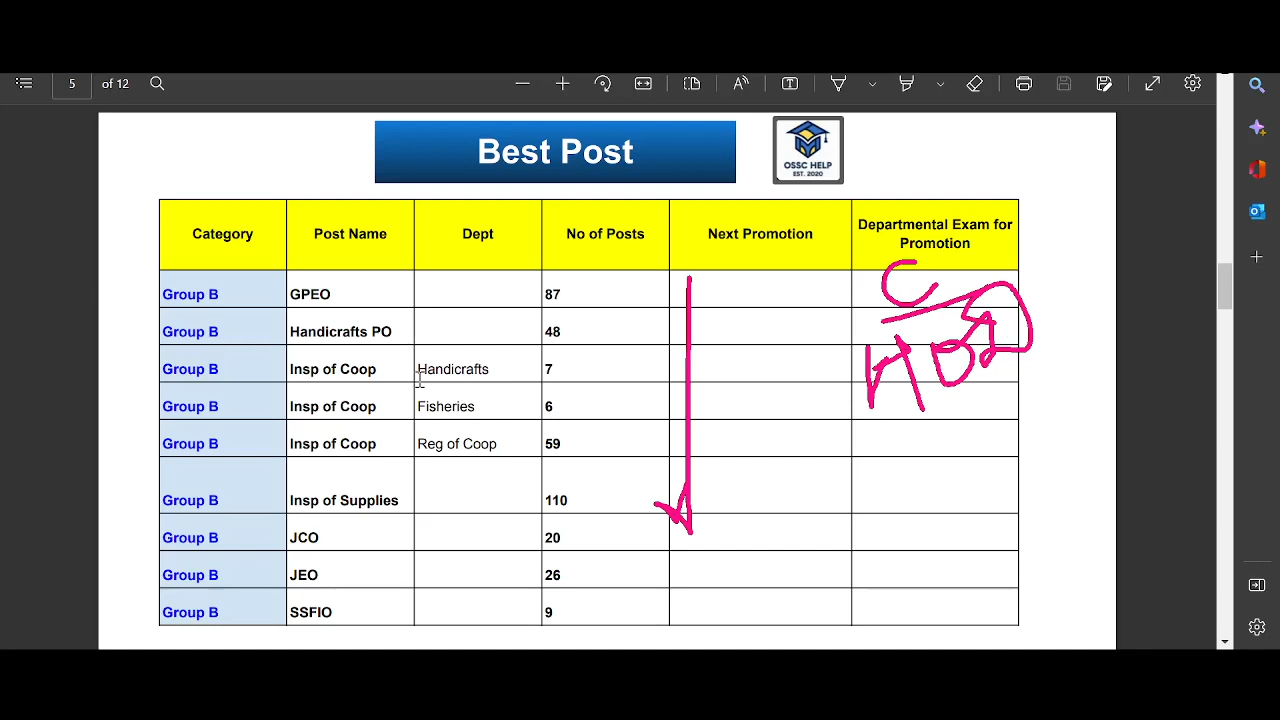 5 of 12
Best Post
OSSC HELP
EST. 2020
Category Post Name Dept No of Posts Next Promotion Departmental Exam for Promotion
Group B GPEO 87
Group B Handicrafts PO 48
Group B Insp of Coop Handicrafts 7
Group B Insp of Coop Fisheries 6
Group B Insp of Coop Reg of Coop 59
Group B Insp of Supplies 110
Group B JCO 20
Group B JEO 26
Group B SSFIO 9
C